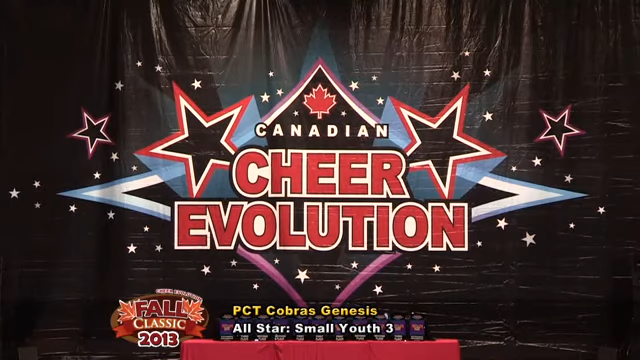 CANADIAN
CHEER
EVOLUTION
CHEER EVOLUTION
FALL
CLASSIC
2013
PCT Cobras Genesis
All Star: Small Youth 3